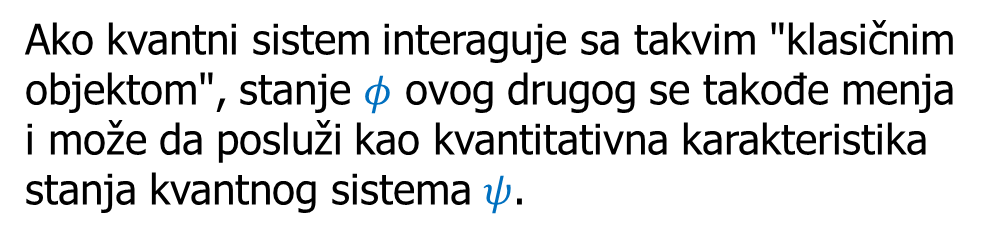 Ako kvantni sistem interaguje sa takvim "klasičnim
objektom", stanje ϕ ovog drugog se takođe menja
i može da posluži kao kvantitativna karakteristika
stanja kvantnog sistema ψ.